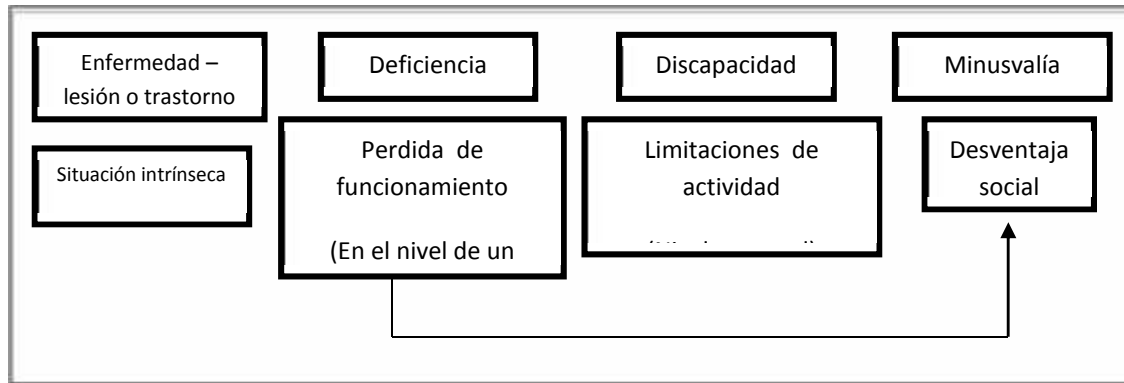 Enfermedad –
lesión o trastorno
Deficiencia
Discapacidad
Minusvalía
Situación intrínseca
Perdida de
funcionamiento
(En el nivel de un
Limitaciones de
actividad
Desventaja
social